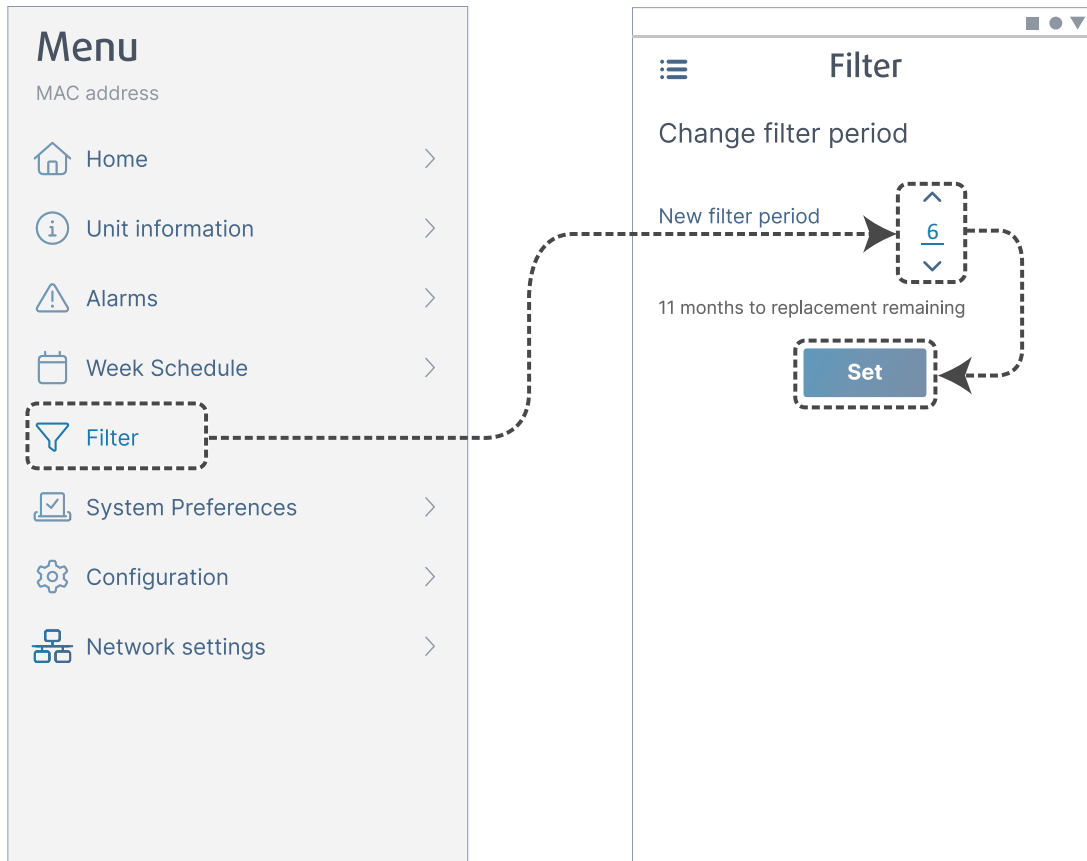 Menu
MAC address
Home
Unit information
Alarms
Week Schedule
Filter
System Preferences
Configuration
Network settings
Filter
Change filter period
New filter period
6
11 months to replacement remaining
Set